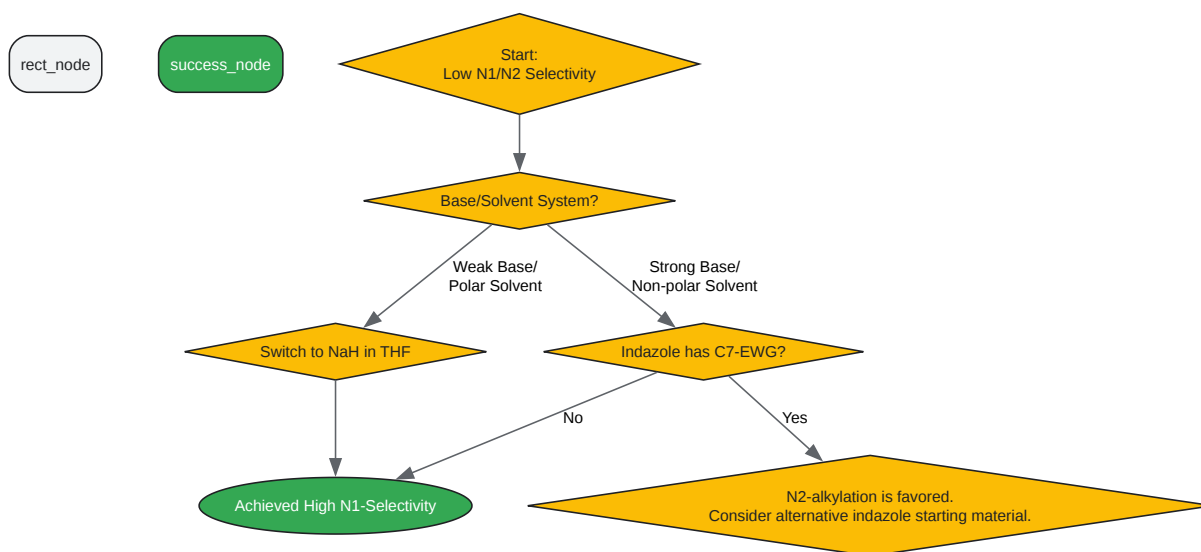 rect_node
success_node
Start:
Low N1/N2 Selectivity
Base/Solvent System?
Weak Base/
Polar Solvent
Strong Base/
Non-polar Solvent
Switch to NaH in THF
Indazole has C7-EWG?
No
Yes
Achieved High N1-Selectivity
N2-alkylation is favored.
Consider alternative indazole starting material.